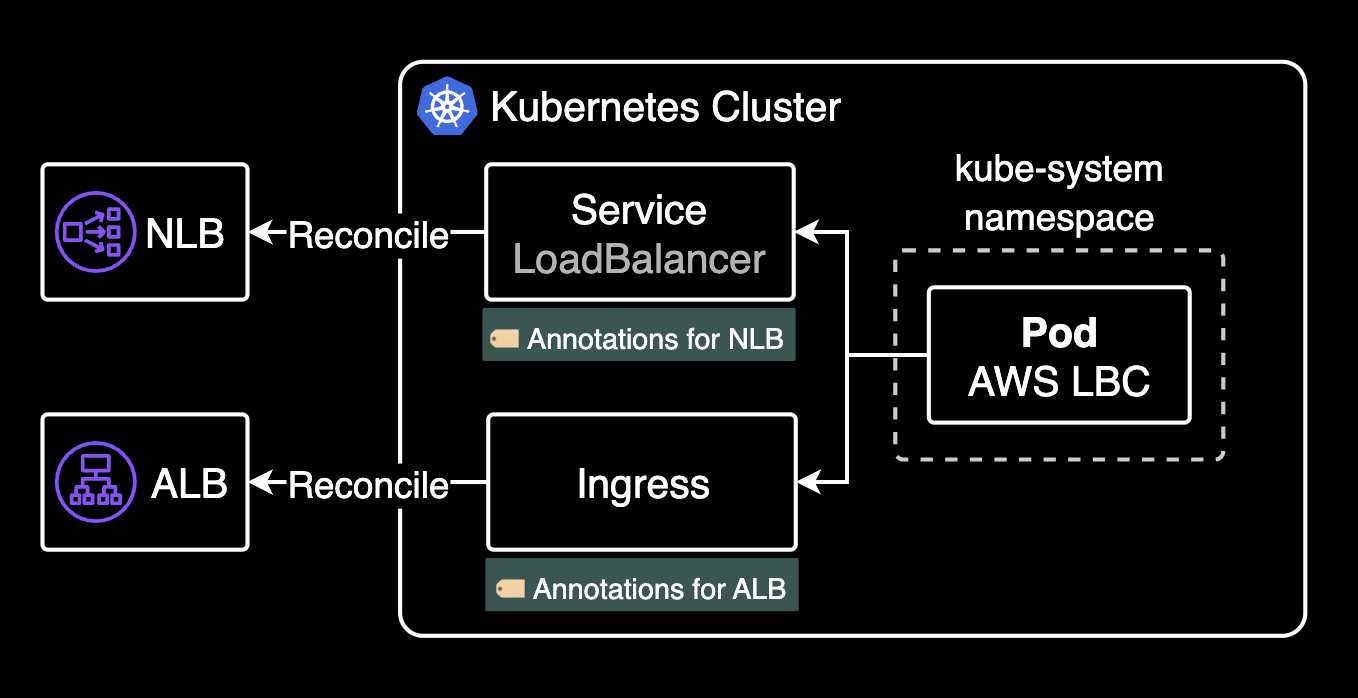 Kubernetes Cluster
kube-system
namespace
NLB
Reconcile
Service
LoadBalancer
Annotations for NLB
Pod
AWS LBC
ALB
Reconcile
Ingress
Annotations for ALB